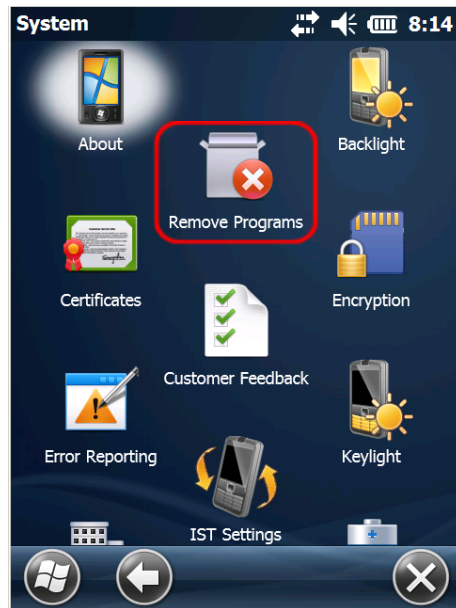 System 8:14
About
Backlight
Remove Programs
Certificates
Encryption
Customer Feedback
Error Reporting
Keylight
IST Settings